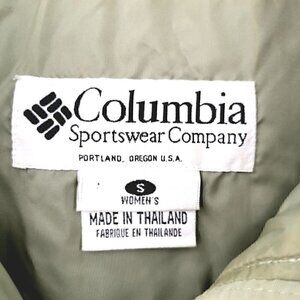 Columbia
Sportswear Company
PORTLAND, OREGON U.S.A.
S
WOMEN'S
MADE IN THAILAND
FABRIQUE EN THAILANDE